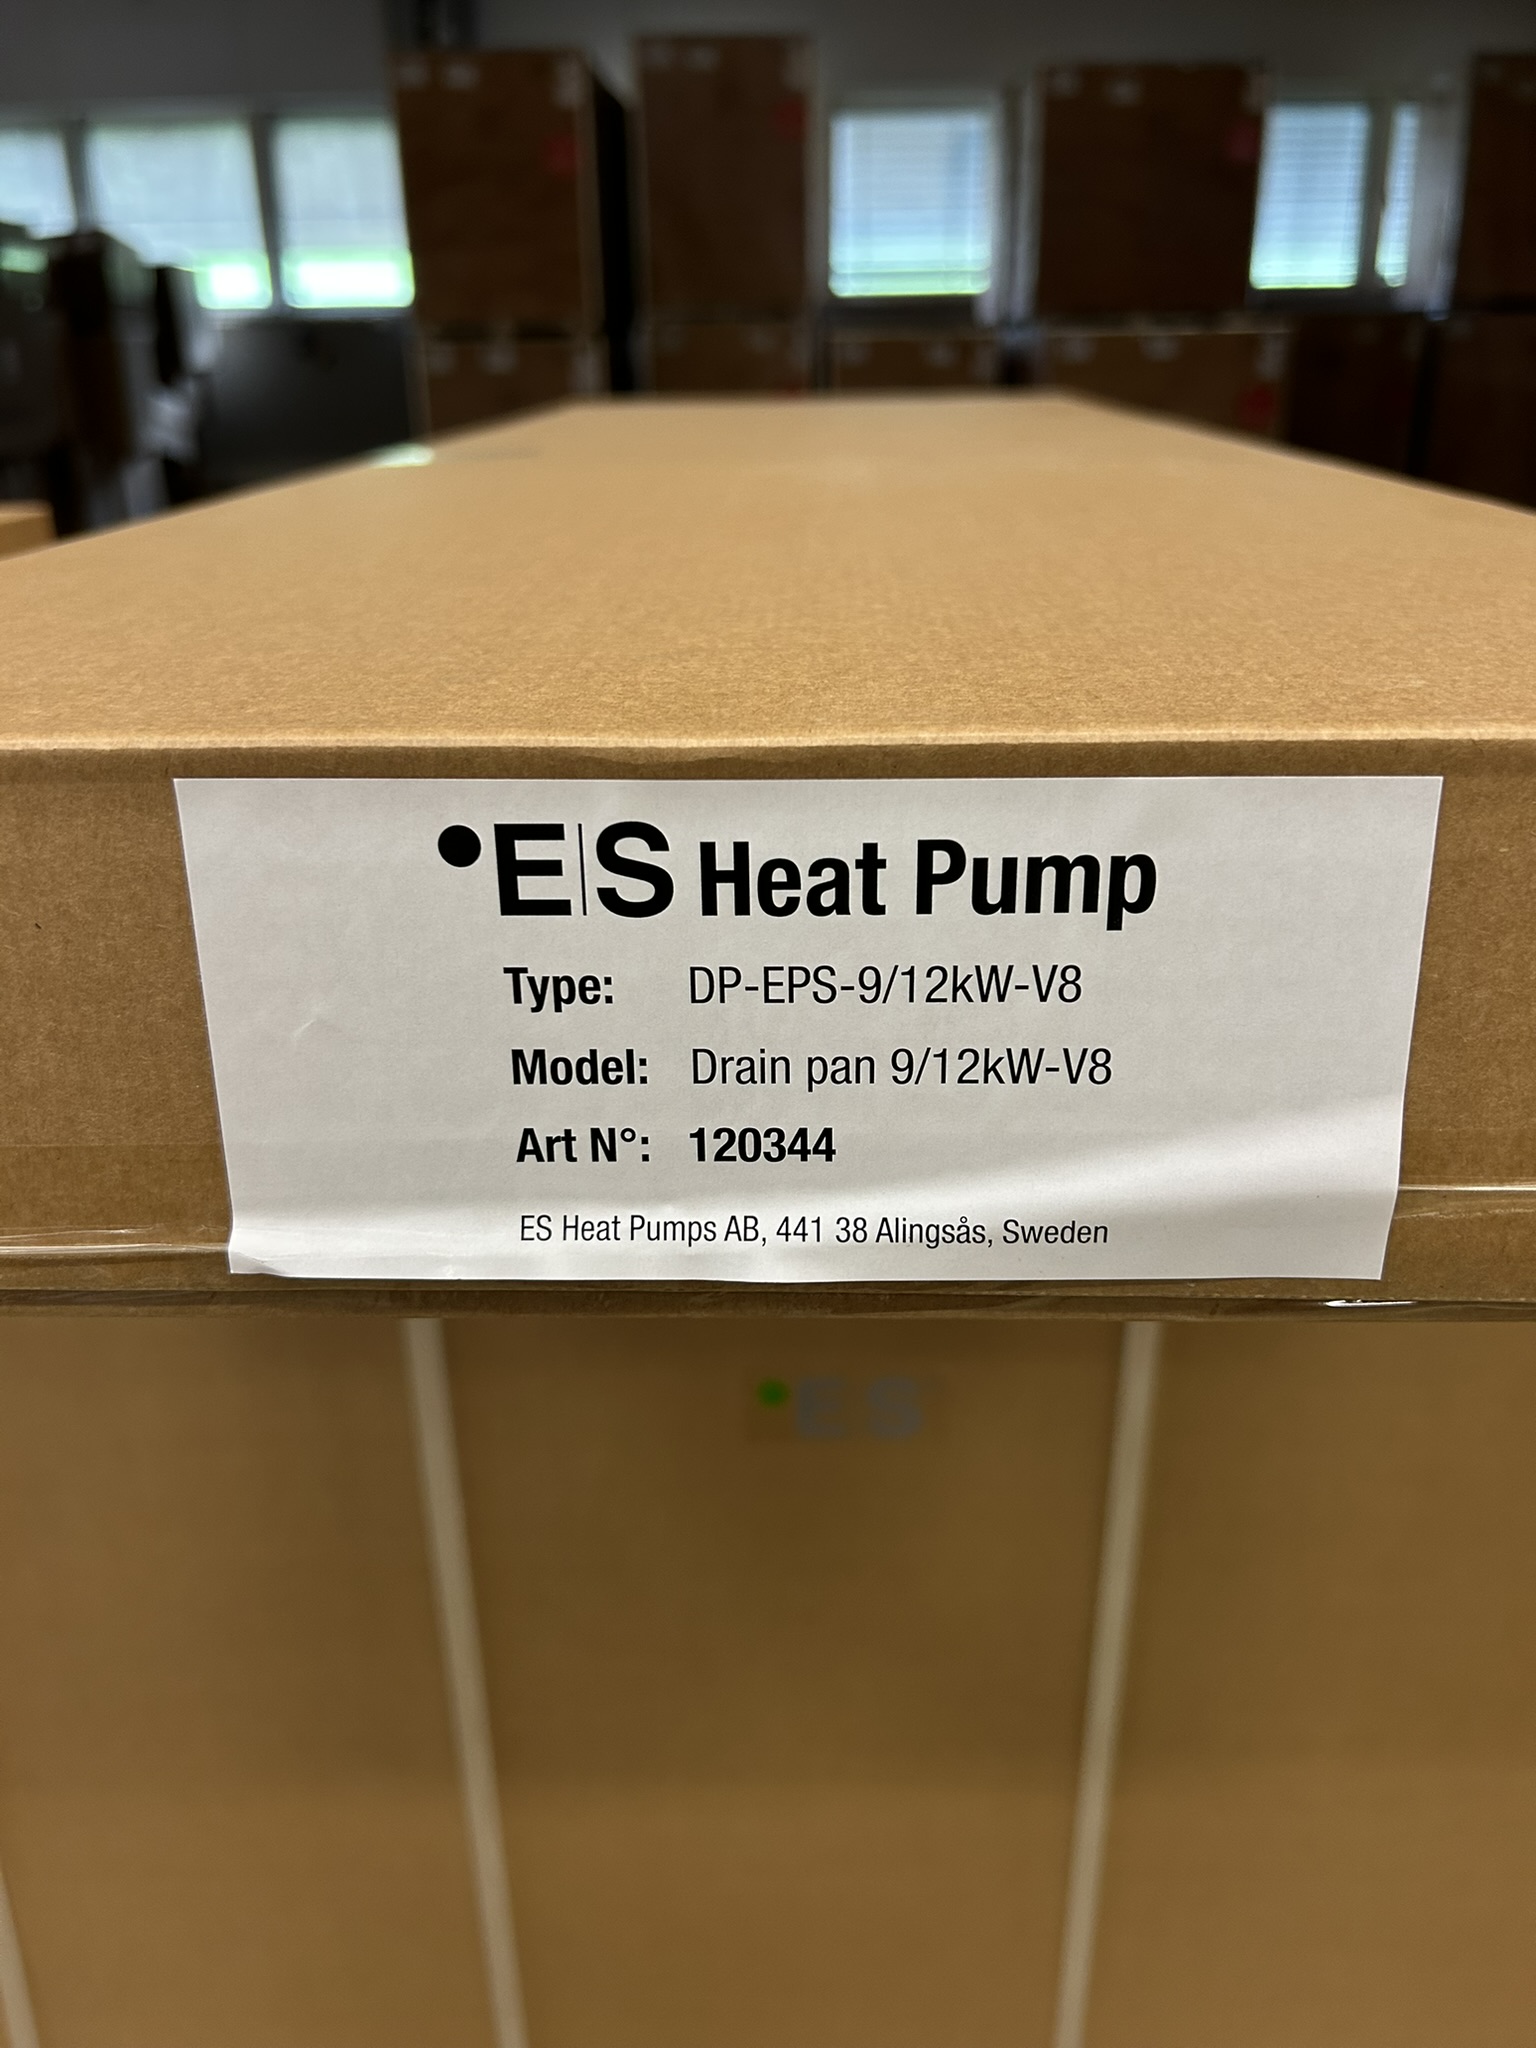 E|S Heat Pump
Type: DP-EPS-9/12kW-V8
Model: Drain pan 9/12kW-V8
Art N°: 120344
ES Heat Pumps AB, 441 38 Alingsås, Sweden
ES